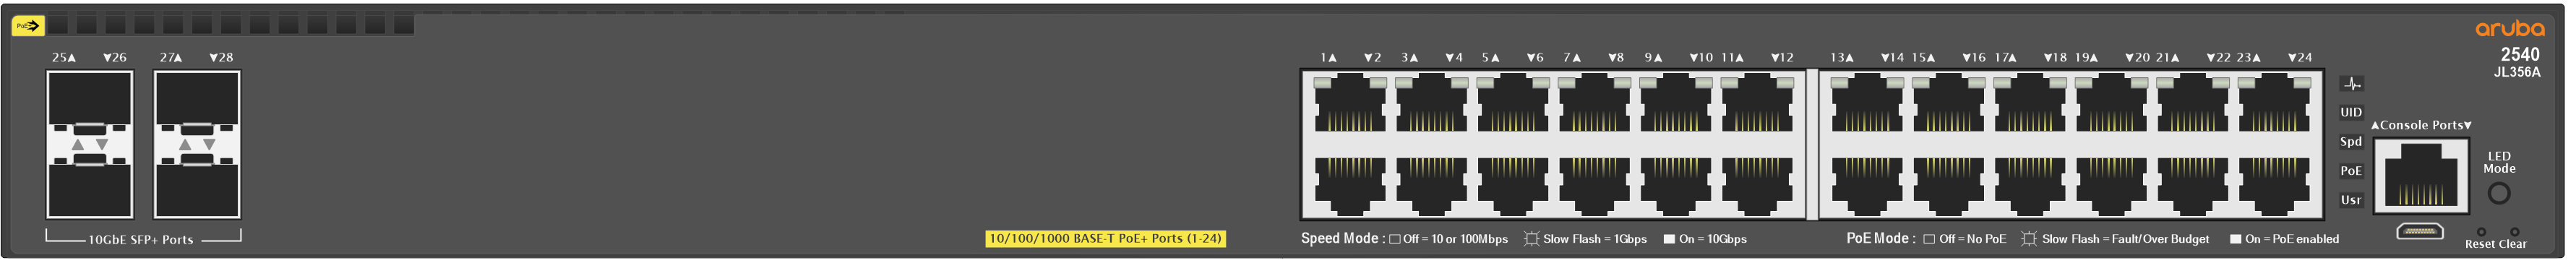 PoE+
aruba
2540
JL356A
25▲ ▼26 27▲ ▼28
1▲ ▼2 3▲ ▼4 5▲ ▼6 7▲ ▼8 9▲ ▼10 11▲ ▼12 13▲ ▼14 15▲ ▼16 17▲ ▼18 19▲ ▼20 21▲ ▼22 23▲ ▼24
UID
Spd
PoE
Usr
▲Console Ports▼
LED
Mode
10GbE SFP+ Ports
10/100/1000 BASE-T PoE+ Ports (1-24)
Speed Mode : Off = 10 or 100Mbps Slow Flash = 1Gbps On = 10Gbps
PoE Mode : Off = No PoE Slow Flash = Fault/Over Budget On = PoE enabled
Reset Clear